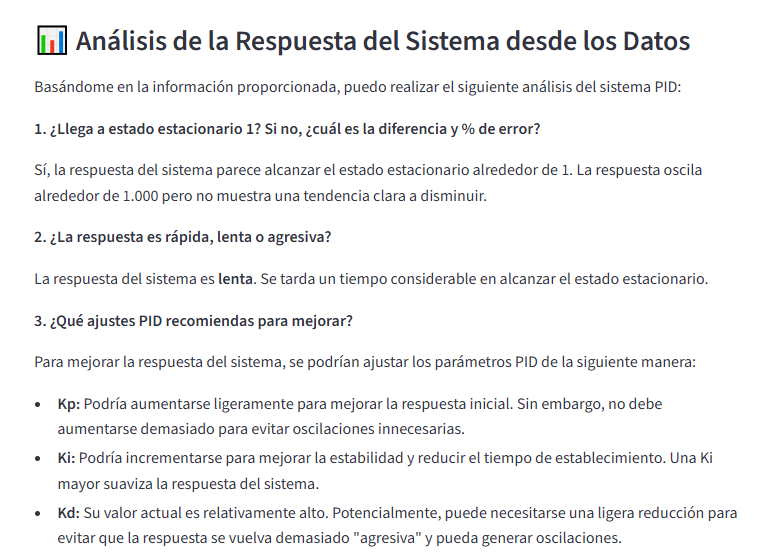 Análisis de la Respuesta del Sistema desde los Datos
Basándome en la información proporcionada, puedo realizar el siguiente análisis del sistema PID:
1. ¿Llega a estado estacionario 1? Si no, ¿cuál es la diferencia y % de error?
Sí, la respuesta del sistema parece alcanzar el estado estacionario alrededor de 1. La respuesta oscila
alrededor de 1.000 pero no muestra una tendencia clara a disminuir.
2. ¿La respuesta es rápida, lenta o agresiva?
La respuesta del sistema es lenta. Se tarda un tiempo considerable en alcanzar el estado estacionario.
3. ¿Qué ajustes PID recomiendas para mejorar?
Para mejorar la respuesta del sistema, se podrían ajustar los parámetros PID de la siguiente manera:
• Kp: Podría aumentarse ligeramente para mejorar la respuesta inicial. Sin embargo, no debe
aumentarse demasiado para evitar oscilaciones innecesarias.
• Ki: Podría incrementarse para mejorar la estabilidad y reducir el tiempo de establecimiento. Una Ki
mayor suaviza la respuesta del sistema.
• Kd: Su valor actual es relativamente alto. Potencialmente, puede necesitarse una ligera reducción para
evitar que la respuesta se vuelva demasiado "agresiva" y pueda generar oscilaciones.